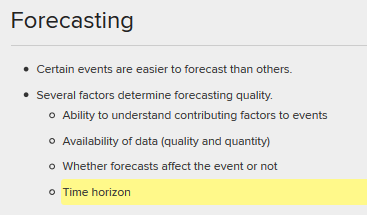 Forecasting
Certain events are easier to forecast than others.
Several factors determine forecasting quality.
Ability to understand contributing factors to events
Availability of data (quality and quantity)
Whether forecasts affect the event or not
Time horizon